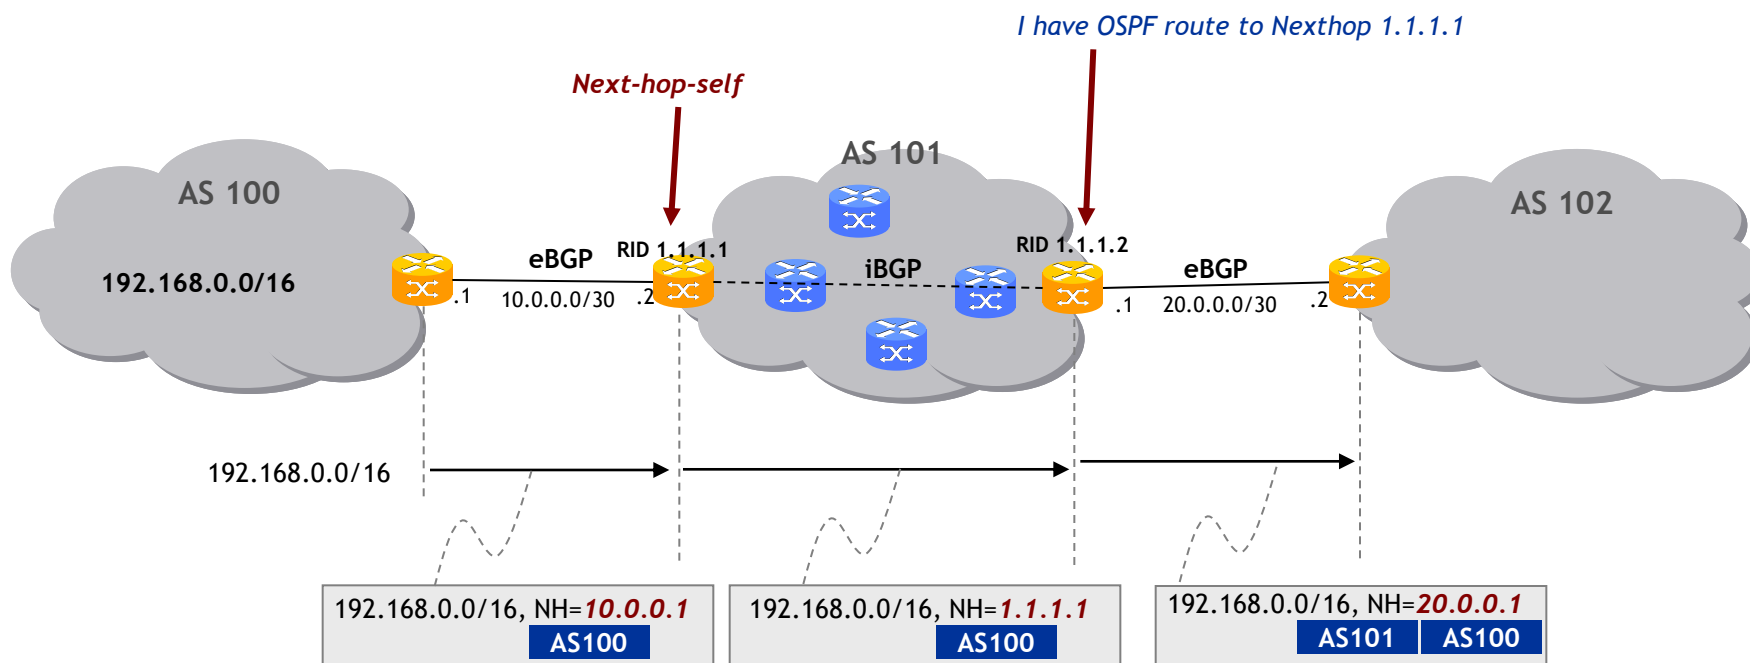 I have OSPF route to Nexthop 1.1.1.1
Next-hop-self
AS 100
AS 101
AS 102
192.168.0.0/16
eBGP
10.0.0.0/30
.1
.2
RID 1.1.1.1
iBGP
RID 1.1.1.2
eBGP
20.0.0.0/30
.1
.2
192.168.0.0/16
192.168.0.0/16, NH=10.0.0.1
AS100
192.168.0.0/16, NH=1.1.1.1
AS100
192.168.0.0/16, NH=20.0.0.1
AS101 AS100